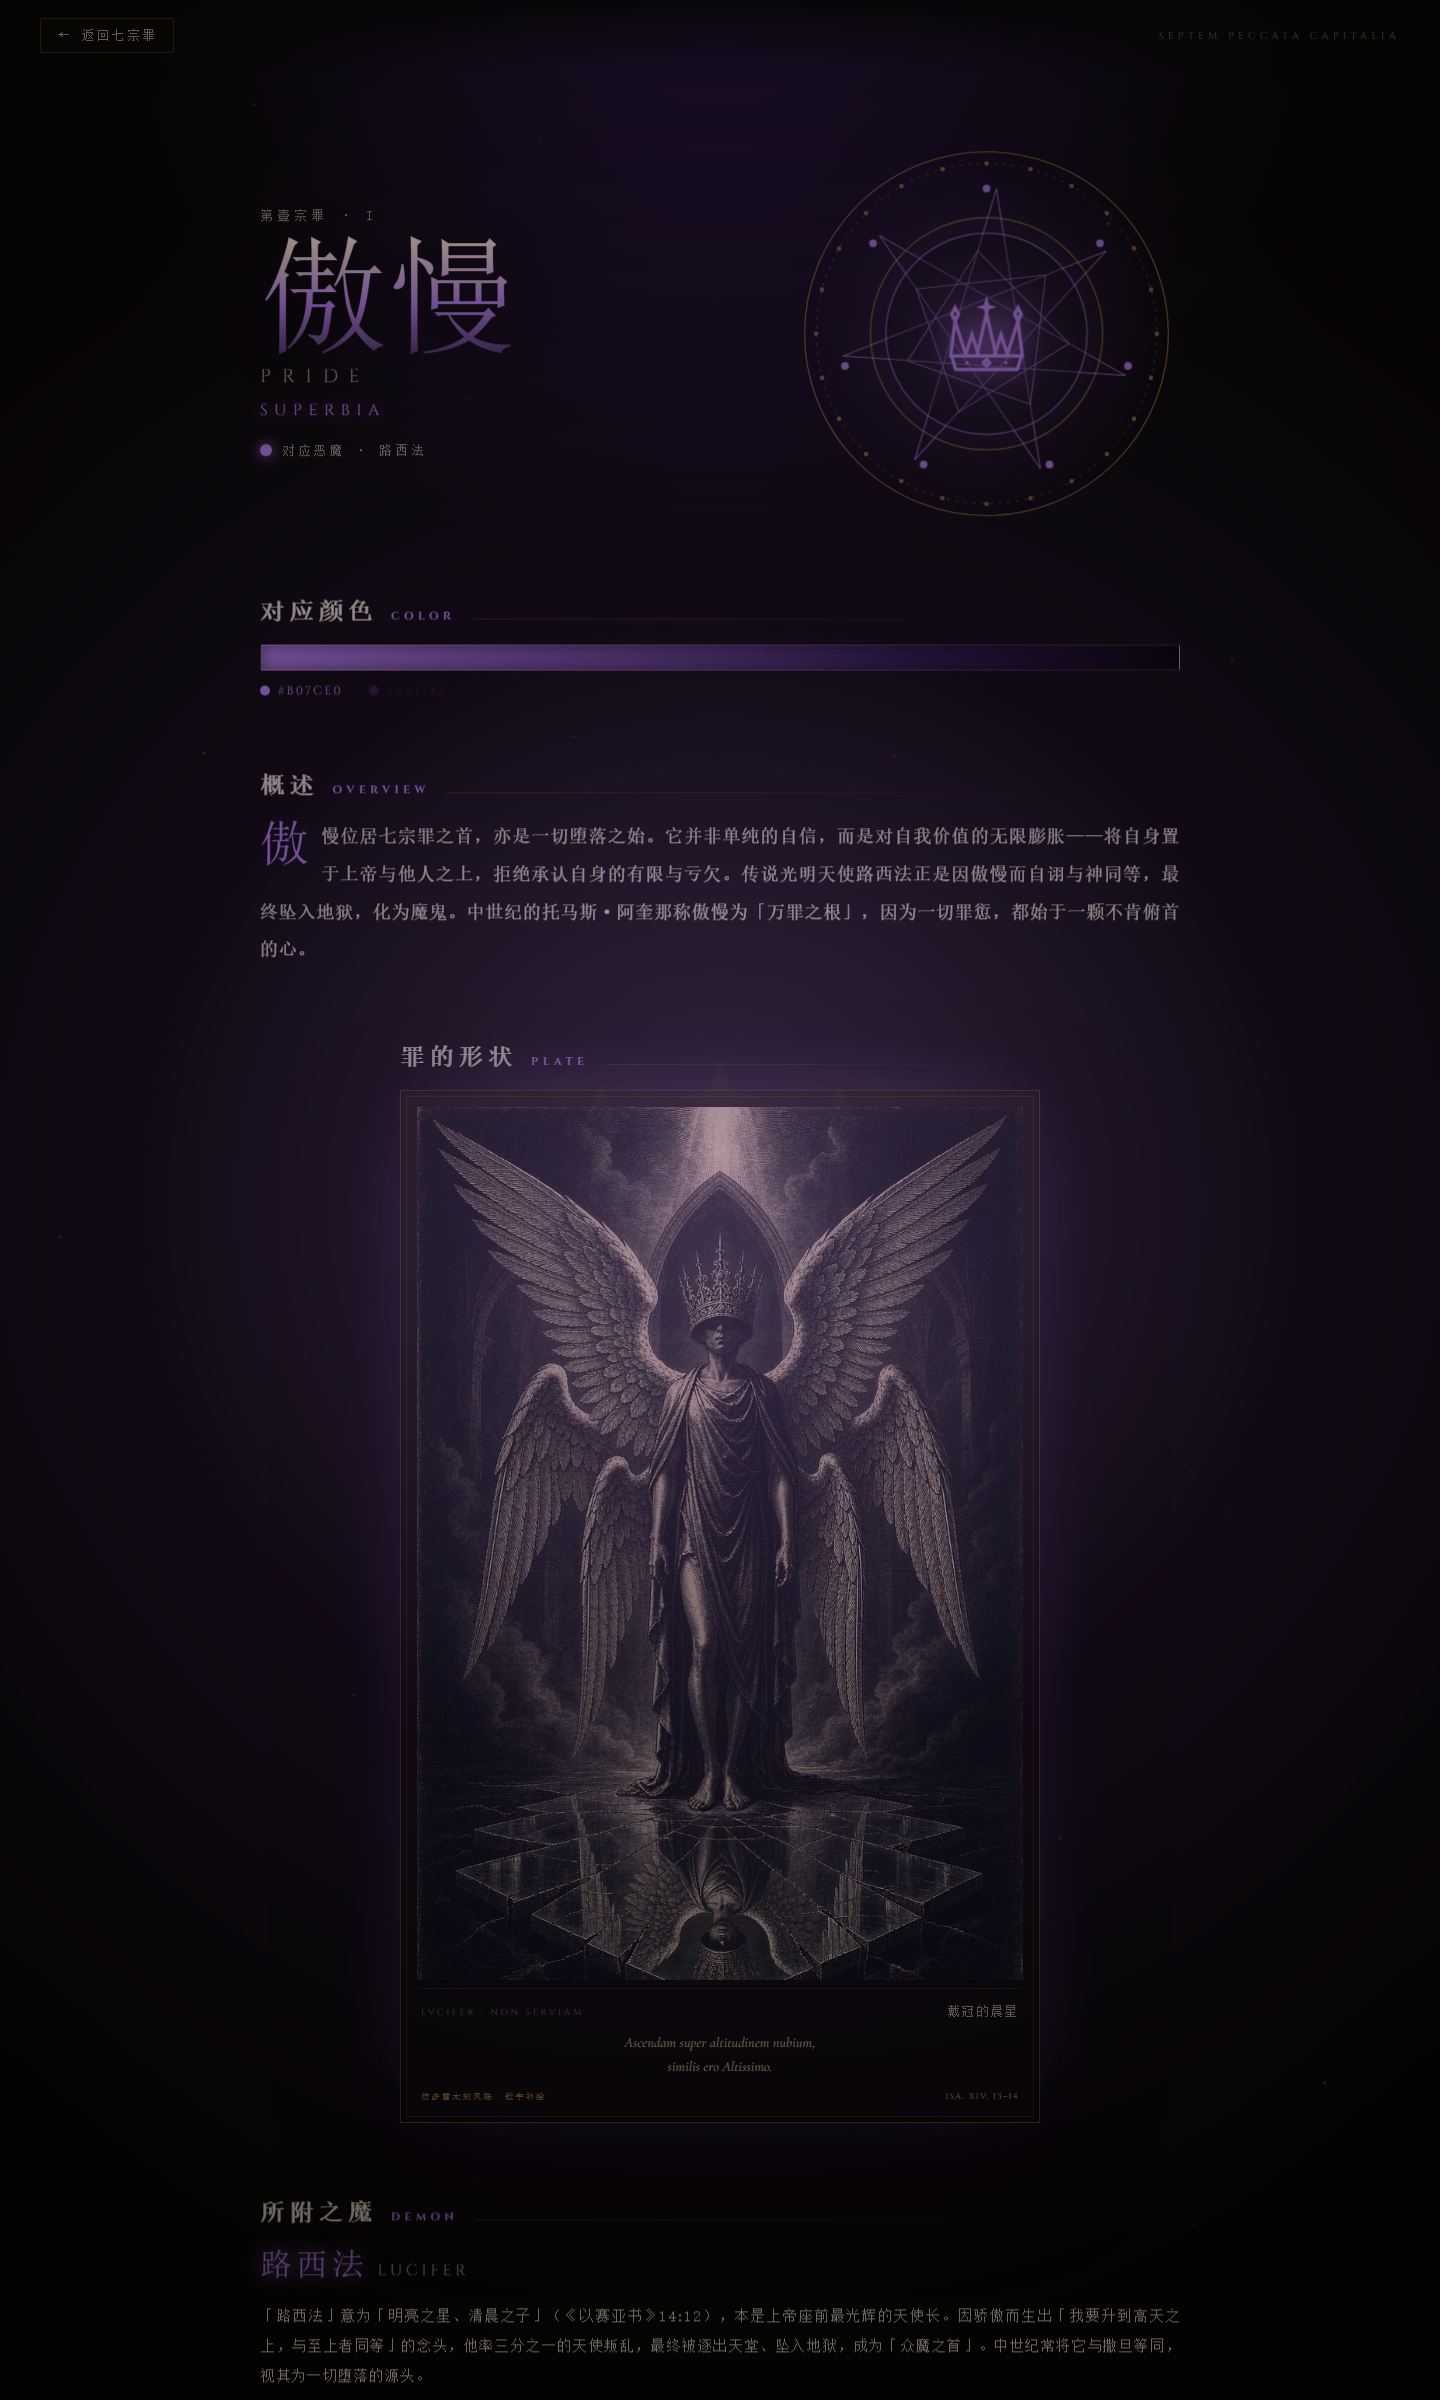 ← 返回七宗罪
SEPTEM PECCATA CAPITALIA
第壹宗罪 · I
傲慢
PRIDE
SUPERBIA
对应恶魔 · 路西法
对应颜色 COLOR
#B07CE0
概述 OVERVIEW
傲慢位居七宗罪之首，亦是一切堕落之始。它并非单纯的自信，而是对自我价值的无限膨胀——将自身置
于上帝与他人之上，拒绝承认自身的有限与亏欠。传说光明天使路西法正是因傲慢而自诩与神同等，最
终坠入地狱，化为魔鬼。中世纪的托马斯·阿奎那称傲慢为「万罪之根」，因为一切罪愆，都始于一颗不肯俯首
的心。
罪的形状 PLATE
LVCIFER · NON SERVIAM
戴冠的晨星
Ascendam super altitudinem nubium,
similis ero Altissimo.
ISA. XIV, 13–14
所附之魔 DEMON
路西法 LUCIFER
「路西法」意为「明亮之星、清晨之子」（《以赛亚书》14:12），本是上帝座前最光辉的天使长。因骄傲而生出「我要升到高天之
上，与至上者同等」的念头，他率三分之一的天使叛乱，最终被逐出天堂、坠入地狱，成为「众魔之首」。中世纪常将它与撒旦等同，
视其为一切堕落的源头。